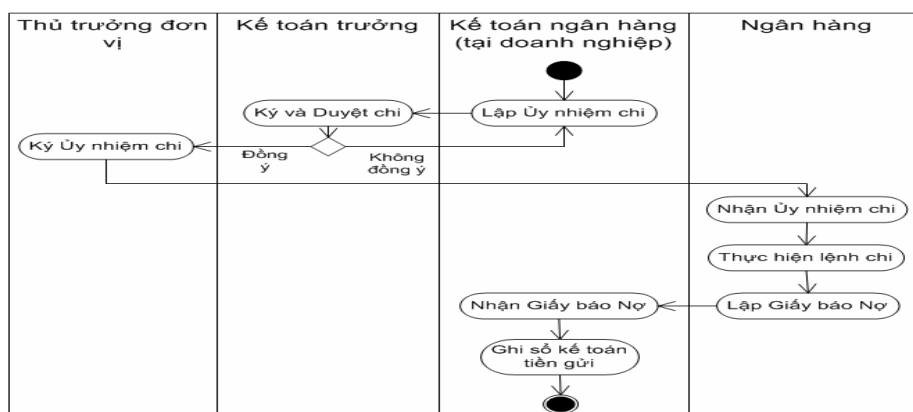 Thủ trưởng đơn
vị
Kế toán trưởng
Kế toán ngân hàng
(tại doanh nghiệp)
Ngân hàng
Ký và Duyệt chi
Lập Ủy nhiệm chi
Ký Ủy nhiệm chi
Đồng
ý
Không
đồng ý
Nhận Ủy nhiệm chi
Thực hiện lệnh chi
Nhận Giấy báo Nợ
Lập Giấy báo Nợ
Ghi sổ kế toán
tiền gửi